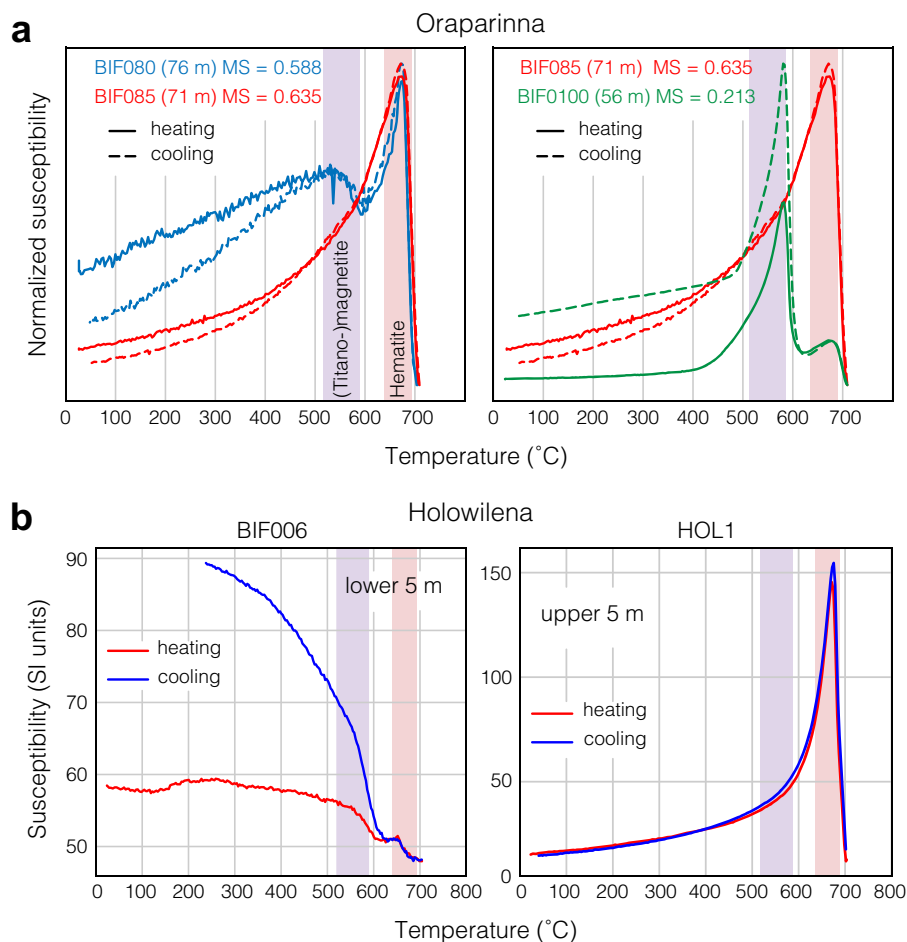 a
Oraparinna
BIF080 (76 m) MS = 0.588
BIF085 (71 m) MS = 0.635
heating
cooling
(Titano-)magnetite
Hematite
Normalized susceptibility
0 100 200 300 400 500 600 700
BIF085 (71 m) MS = 0.635
BIF0100 (56 m) MS = 0.213
heating
cooling
0 100 200 300 400 500 600 700
Temperature (˚C)
b
Holowilena
BIF006
lower 5 m
heating
cooling
Susceptibility (SI units)
90
80
70
60
50
0 100 200 300 400 500 600 700 800
HOL1
upper 5 m
heating
cooling
150
100
50
0
0 100 200 300 400 500 600 700 800
Temperature (˚C)